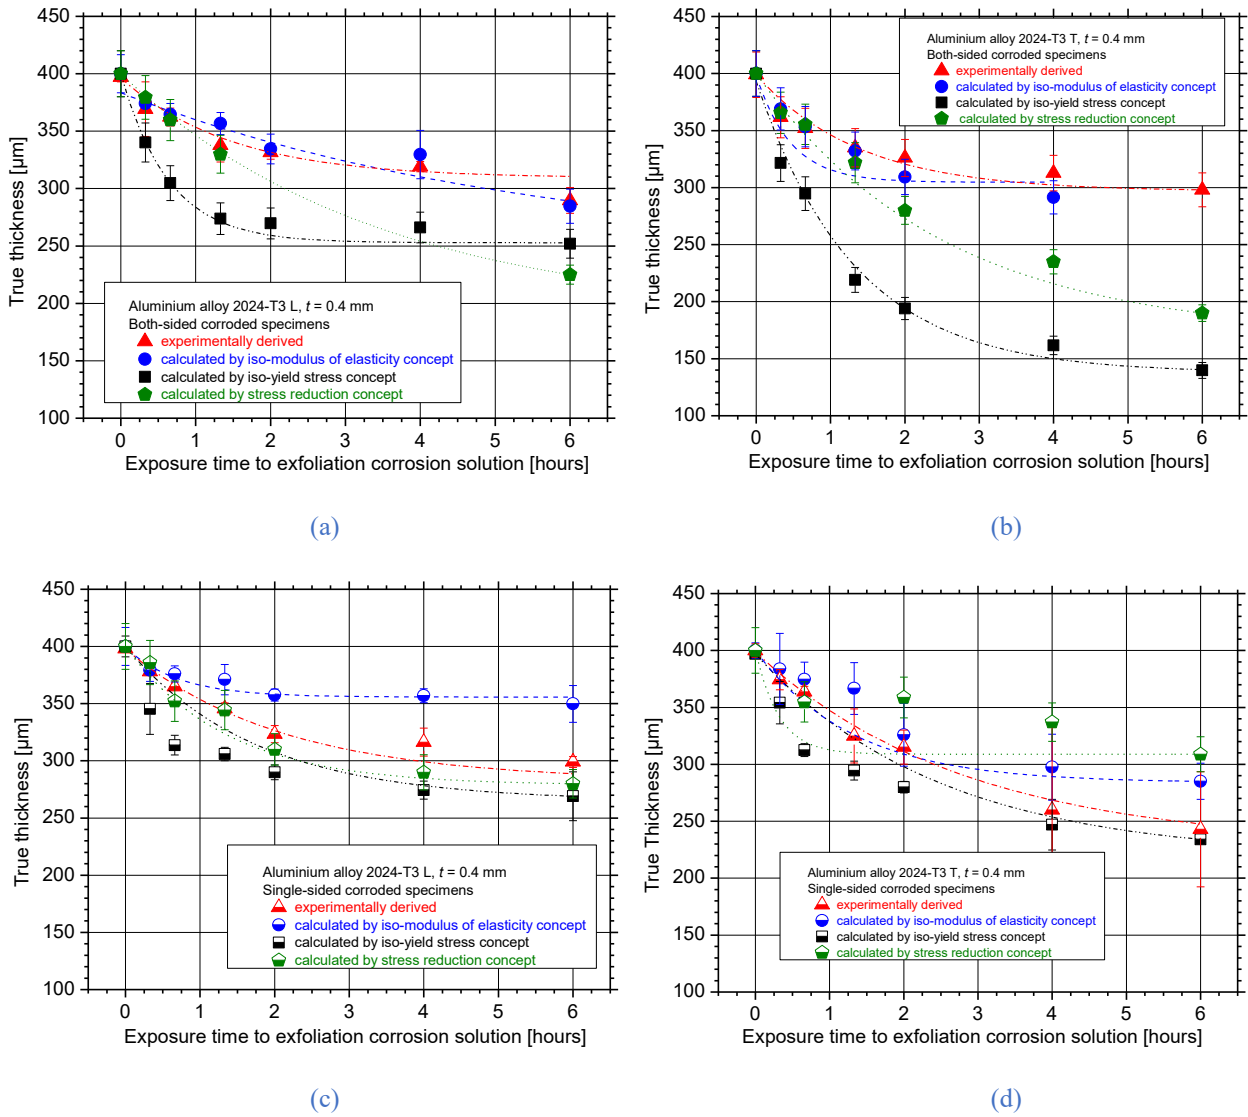 450
400
350
300
250
200
150
100
True thickness [µm]
Aluminium alloy 2024-T3 L, t = 0.4 mm
Both-sided corroded specimens
experimentally derived
calculated by iso-modulus of elasticity concept
calculated by iso-yield stress concept
calculated by stress reduction concept
0 1 2 3 4 5 6
Exposure time to exfoliation corrosion solution [hours]
(a)
450
400
350
300
250
200
150
100
True thickness [µm]
Aluminium alloy 2024-T3 T, t = 0.4 mm
Both-sided corroded specimens
experimentally derived
calculated by iso-modulus of elasticity concept
calculated by iso-yield stress concept
calculated by stress reduction concept
0 1 2 3 4 5 6
Exposure time to exfoliation corrosion solution [hours]
(b)
450
400
350
300
250
200
150
100
True thickness [µm]
Aluminium alloy 2024-T3 L, t = 0.4 mm
Single-sided corroded specimens
experimentally derived
calculated by iso-modulus of elasticity concept
calculated by iso-yield stress concept
calculated by stress reduction concept
0 1 2 3 4 5 6
Exposure time to exfoliation corrosion solution [hours]
(c)
450
400
350
300
250
200
150
100
True Thickness [µm]
Aluminium alloy 2024-T3 T, t = 0.4 mm
Single-sided corroded specimens
experimentally derived
calculated by iso-modulus of elasticity concept
calculated by iso-yield stress concept
calculated by stress reduction concept
0 1 2 3 4 5 6
Exposure time to exfoliation corrosion solution [hours]
(d)